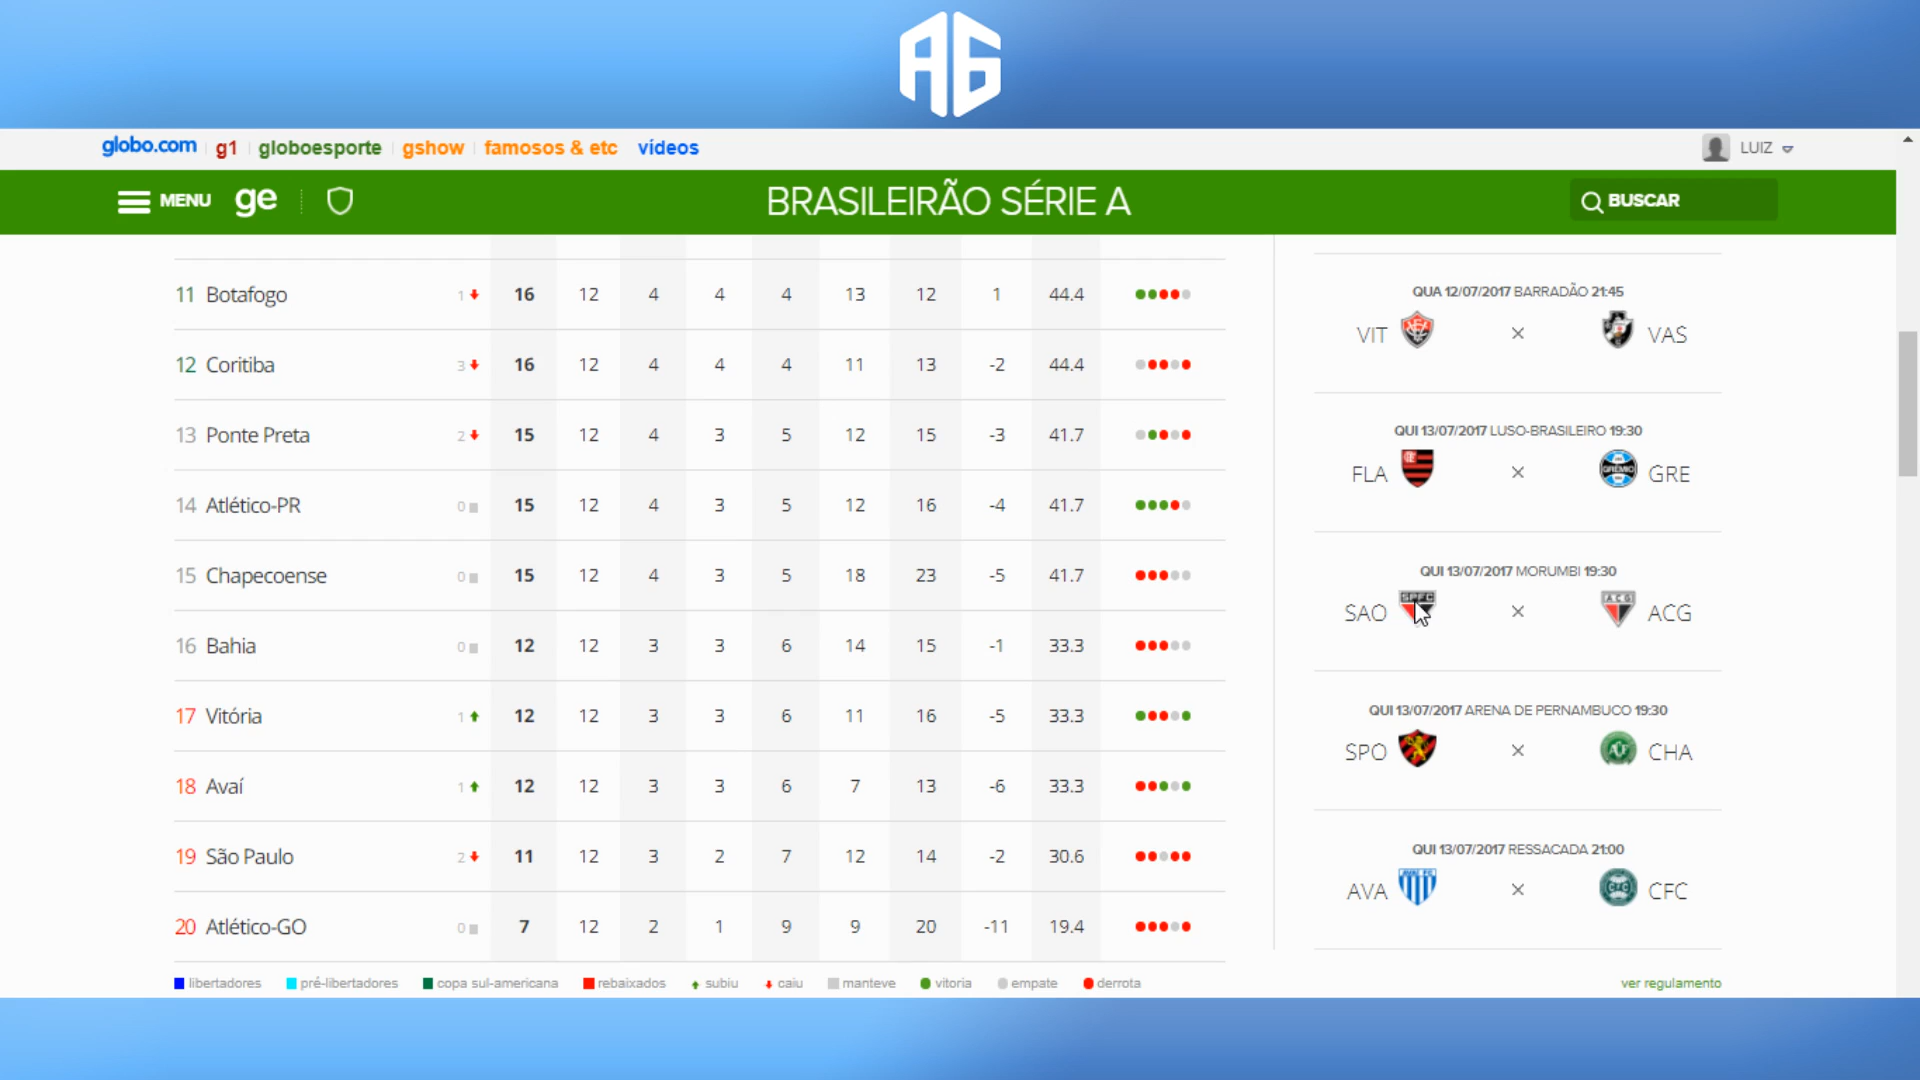 AG
globo.com g1 globoesporte gshow famosos & etc vídeos LUIZ
MENU ge BRASILEIRÃO SÉRIE A BUSCAR
11 Botafogo 1 16 12 4 4 4 13 12 1 44.4
12 Coritiba 3 16 12 4 4 4 11 13 -2 44.4
13 Ponte Preta 2 15 12 4 3 5 12 15 -3 41.7
14 Atlético-PR 0 15 12 4 3 5 12 16 -4 41.7
15 Chapecoense 0 15 12 4 3 5 18 23 -5 41.7
16 Bahia 0 12 12 3 3 6 14 15 -1 33.3
17 Vitória 1 12 12 3 3 6 11 16 -5 33.3
18 Avaí 1 12 12 3 3 6 7 13 -6 33.3
19 São Paulo 2 11 12 3 2 7 12 14 -2 30.6
20 Atlético-GO 0 7 12 2 1 9 9 20 -11 19.4
libertadores pré-libertadores copa sul-americana rebaixados subiu caiu manteve vitoria empate derrota
QUA 12/07/2017 BARRADÃO 21:45
VIT × VAS
QUI 13/07/2017 LUSO-BRASILEIRO 19:30
FLA × GRE
QUI 13/07/2017 MORUMBI 19:30
SAO × ACG
QUI 13/07/2017 ARENA DE PERNAMBUCO 19:30
SPO × CHA
QUI 13/07/2017 RESSACADA 21:00
AVA × CFC
ver regulamento